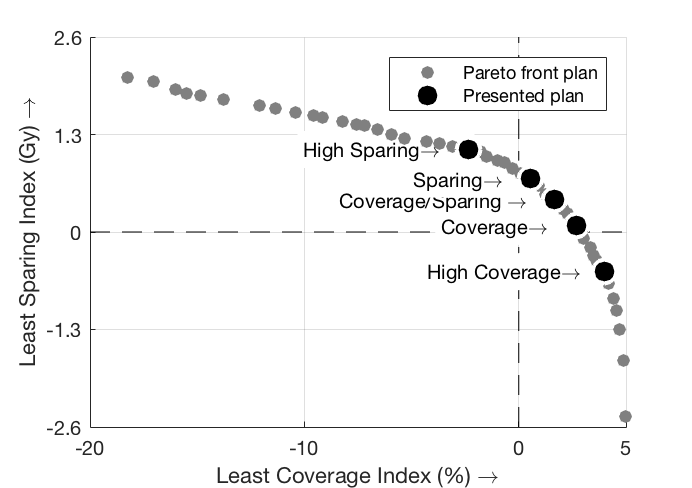 2.6
Pareto front plan
Presented plan
1.3
High Sparing→
Sparing→
Coverage/Sparing →
0
Coverage→
High Coverage→
-1.3
-2.6
-20
-10
0
5
Least Sparing Index (Gy) →
Least Coverage Index (%) →